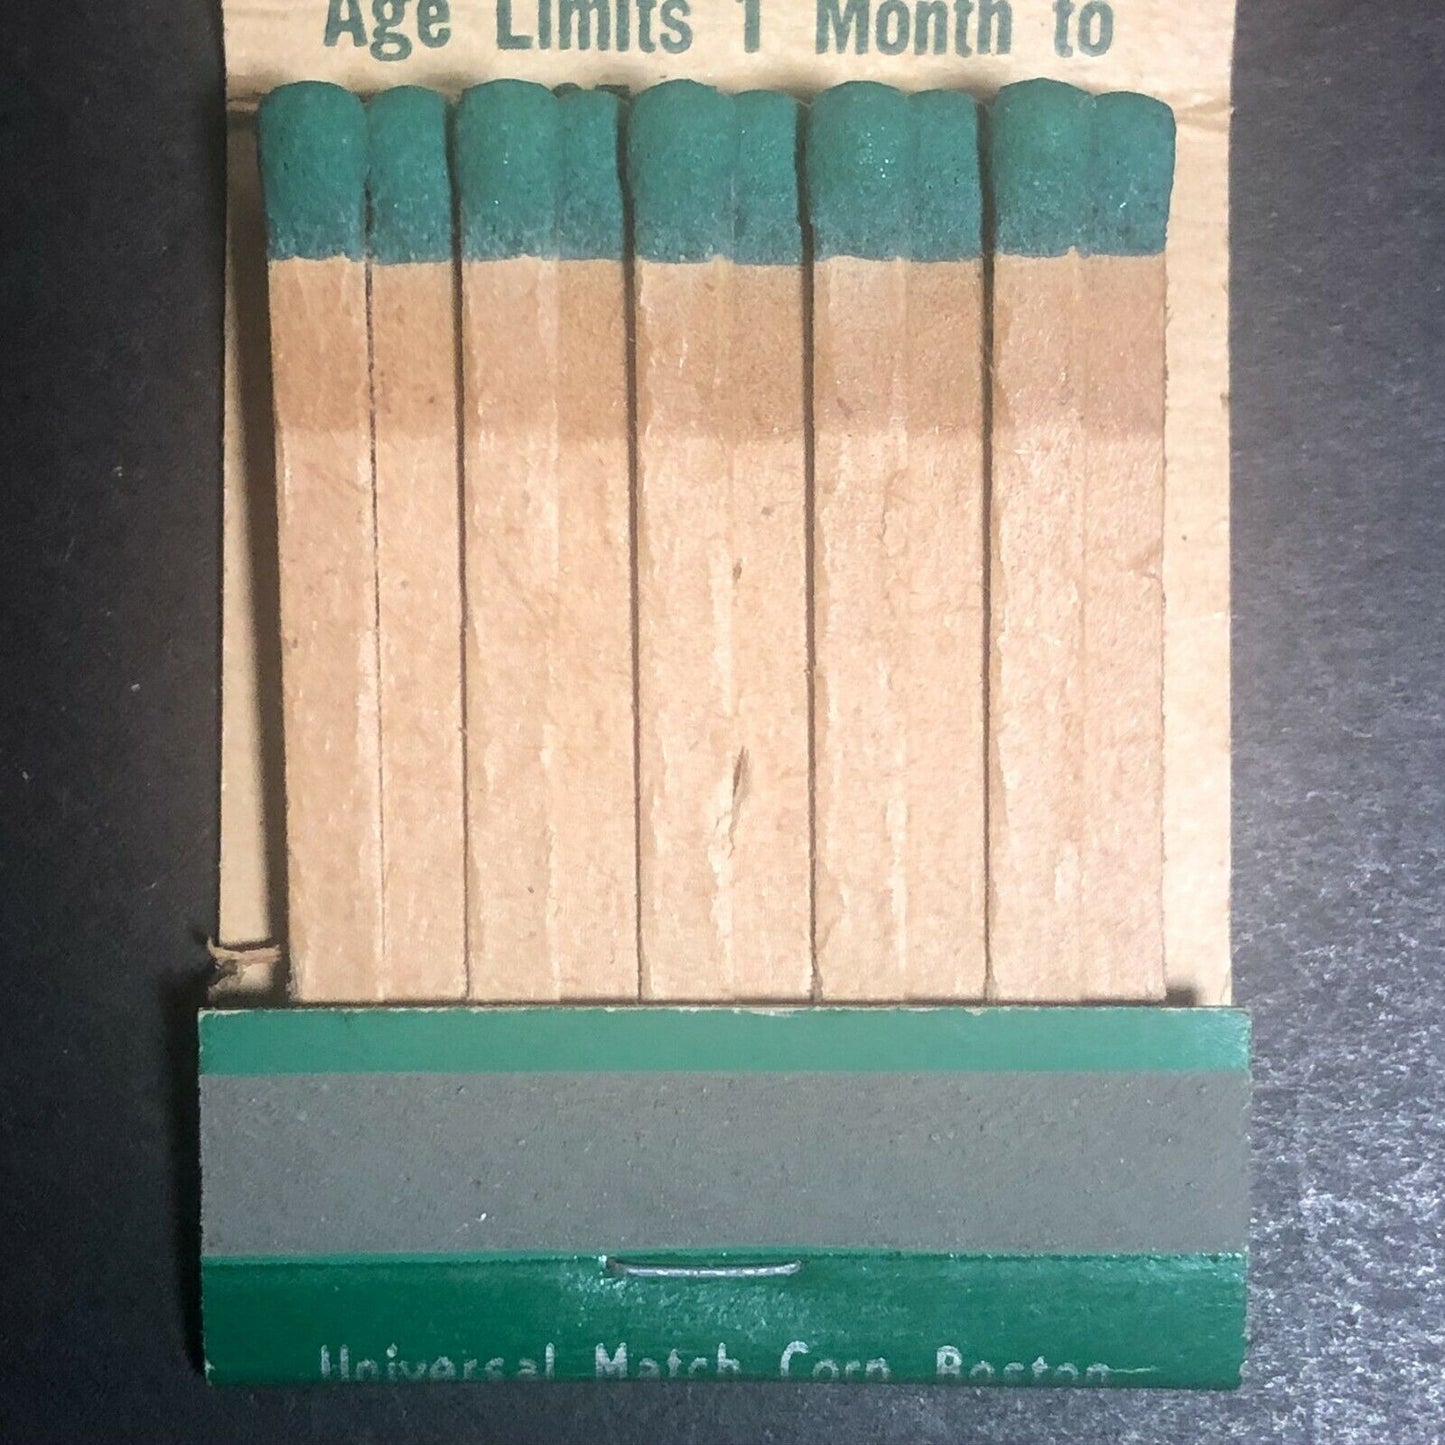 Age Limits 1 Month to
Universal Match Corp. Boston